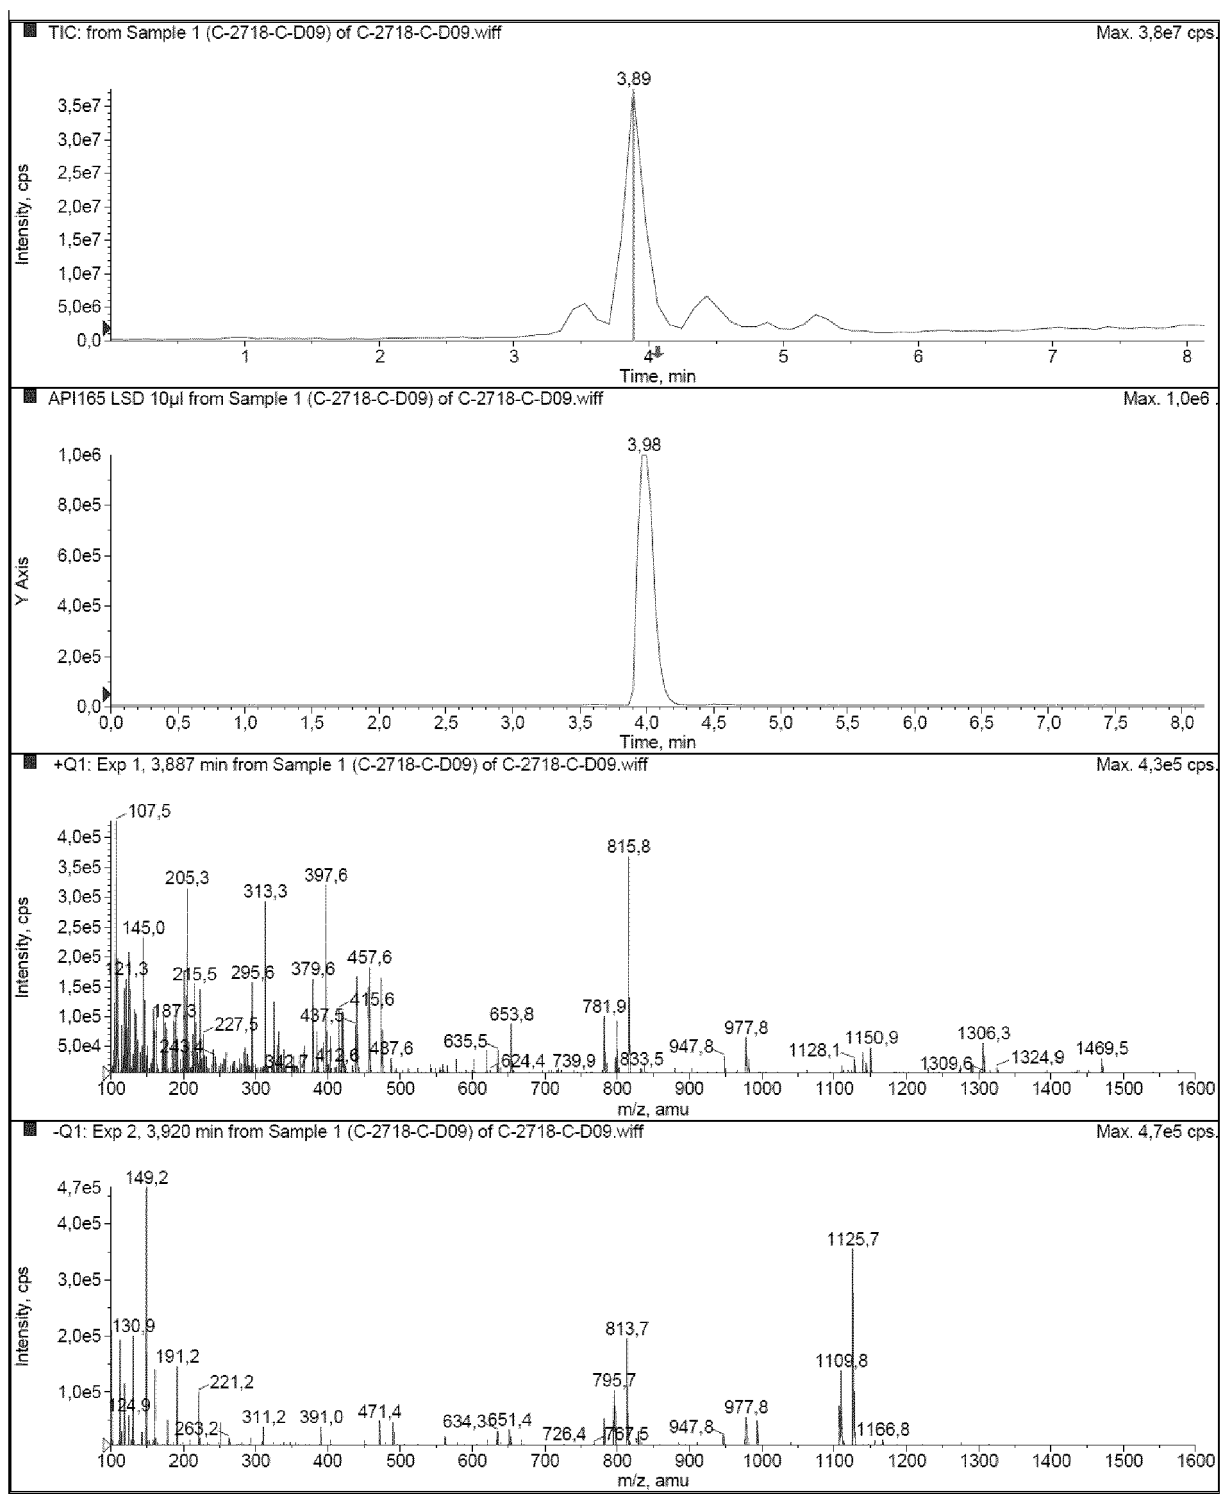 TIC: from Sample 1 (C-2718-C-D09) of C-2718-C-D09.wiff Max. 3,8e7 cps.
3,89
3,5e7
3,0e7
2,5e7
2,0e7
1,5e7
1,0e7
5,0e6
0,0
Intensity, cps
1 2 3 4 5 6 7 8
Time, min
API165 LSD 10µl from Sample 1 (C-2718-C-D09) of C-2718-C-D09.wiff Max. 1,0e6 .
3,98
1,0e6
8,0e5
6,0e5
4,0e5
2,0e5
0,0
Y Axis
0,0 0,5 1,0 1,5 2,0 2,5 3,0 3,5 4,0 4,5 5,0 5,5 6,0 6,5 7,0 7,5 8,0
Time, min
+Q1: Exp 1, 3,887 min from Sample 1 (C-2718-C-D09) of C-2718-C-D09.wiff Max. 4,3e5 cps.
107,5
4,0e5 815,8
3,5e5 205,3 313,3 397,6
3,0e5
2,5e5 145,0
2,0e5 121,3 215,5 295,6 379,6 457,6
1,5e5 187,3 227,5 437,5 415,6 653,8 781,9
1,0e5 635,5 977,8 1306,3
5,0e4 243,4 342,7 412,6 487,6 624,4 739,9 833,5 947,8 1128,1 1150,9 1309,6 1324,9 1469,5
Intensity, cps
100 200 300 400 500 600 700 800 900 1000 1100 1200 1300 1400 1500 1600
m/z, amu
-Q1: Exp 2, 3,920 min from Sample 1 (C-2718-C-D09) of C-2718-C-D09.wiff Max. 4,7e5 cps.
149,2
4,7e5
4,0e5 1125,7
3,0e5
2,0e5 130,9 813,7
191,2 795,7 1109,8
1,0e5 124,9 221,2 471,4 977,8
263,2 311,2 391,0 634,3 651,4 726,4 767,5 947,8 1166,8
Intensity, cps
100 200 300 400 500 600 700 800 900 1000 1100 1200 1300 1400 1500 1600
m/z, amu